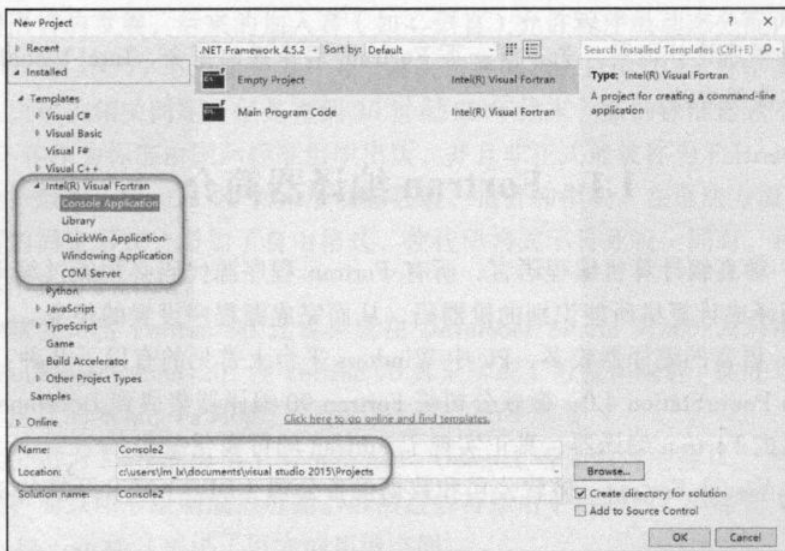 New Project
? ×
Recent
.NET Framework 4.5.2
Sort by: Default
Search Installed Templates (Ctrl+E)
Installed
Templates
Visual C#
Visual Basic
Visual F#
Visual C++
Intel(R) Visual Fortran
Console Application
Library
QuickWin Application
Windowing Application
COM Server
Python
JavaScript
TypeScript
Game
Build Accelerator
Other Project Types
Samples
Online
Empty Project Intel(R) Visual Fortran
Main Program Code Intel(R) Visual Fortran
Click here to go online and find templates.
Type: Intel(R) Visual Fortran
A project for creating a command-line
application
Name: Console2
Location: c:\users\lm_lx\documents\visual studio 2015\Projects
Solution name: Console2
Browse...
Create directory for solution
Add to Source Control
OK Cancel